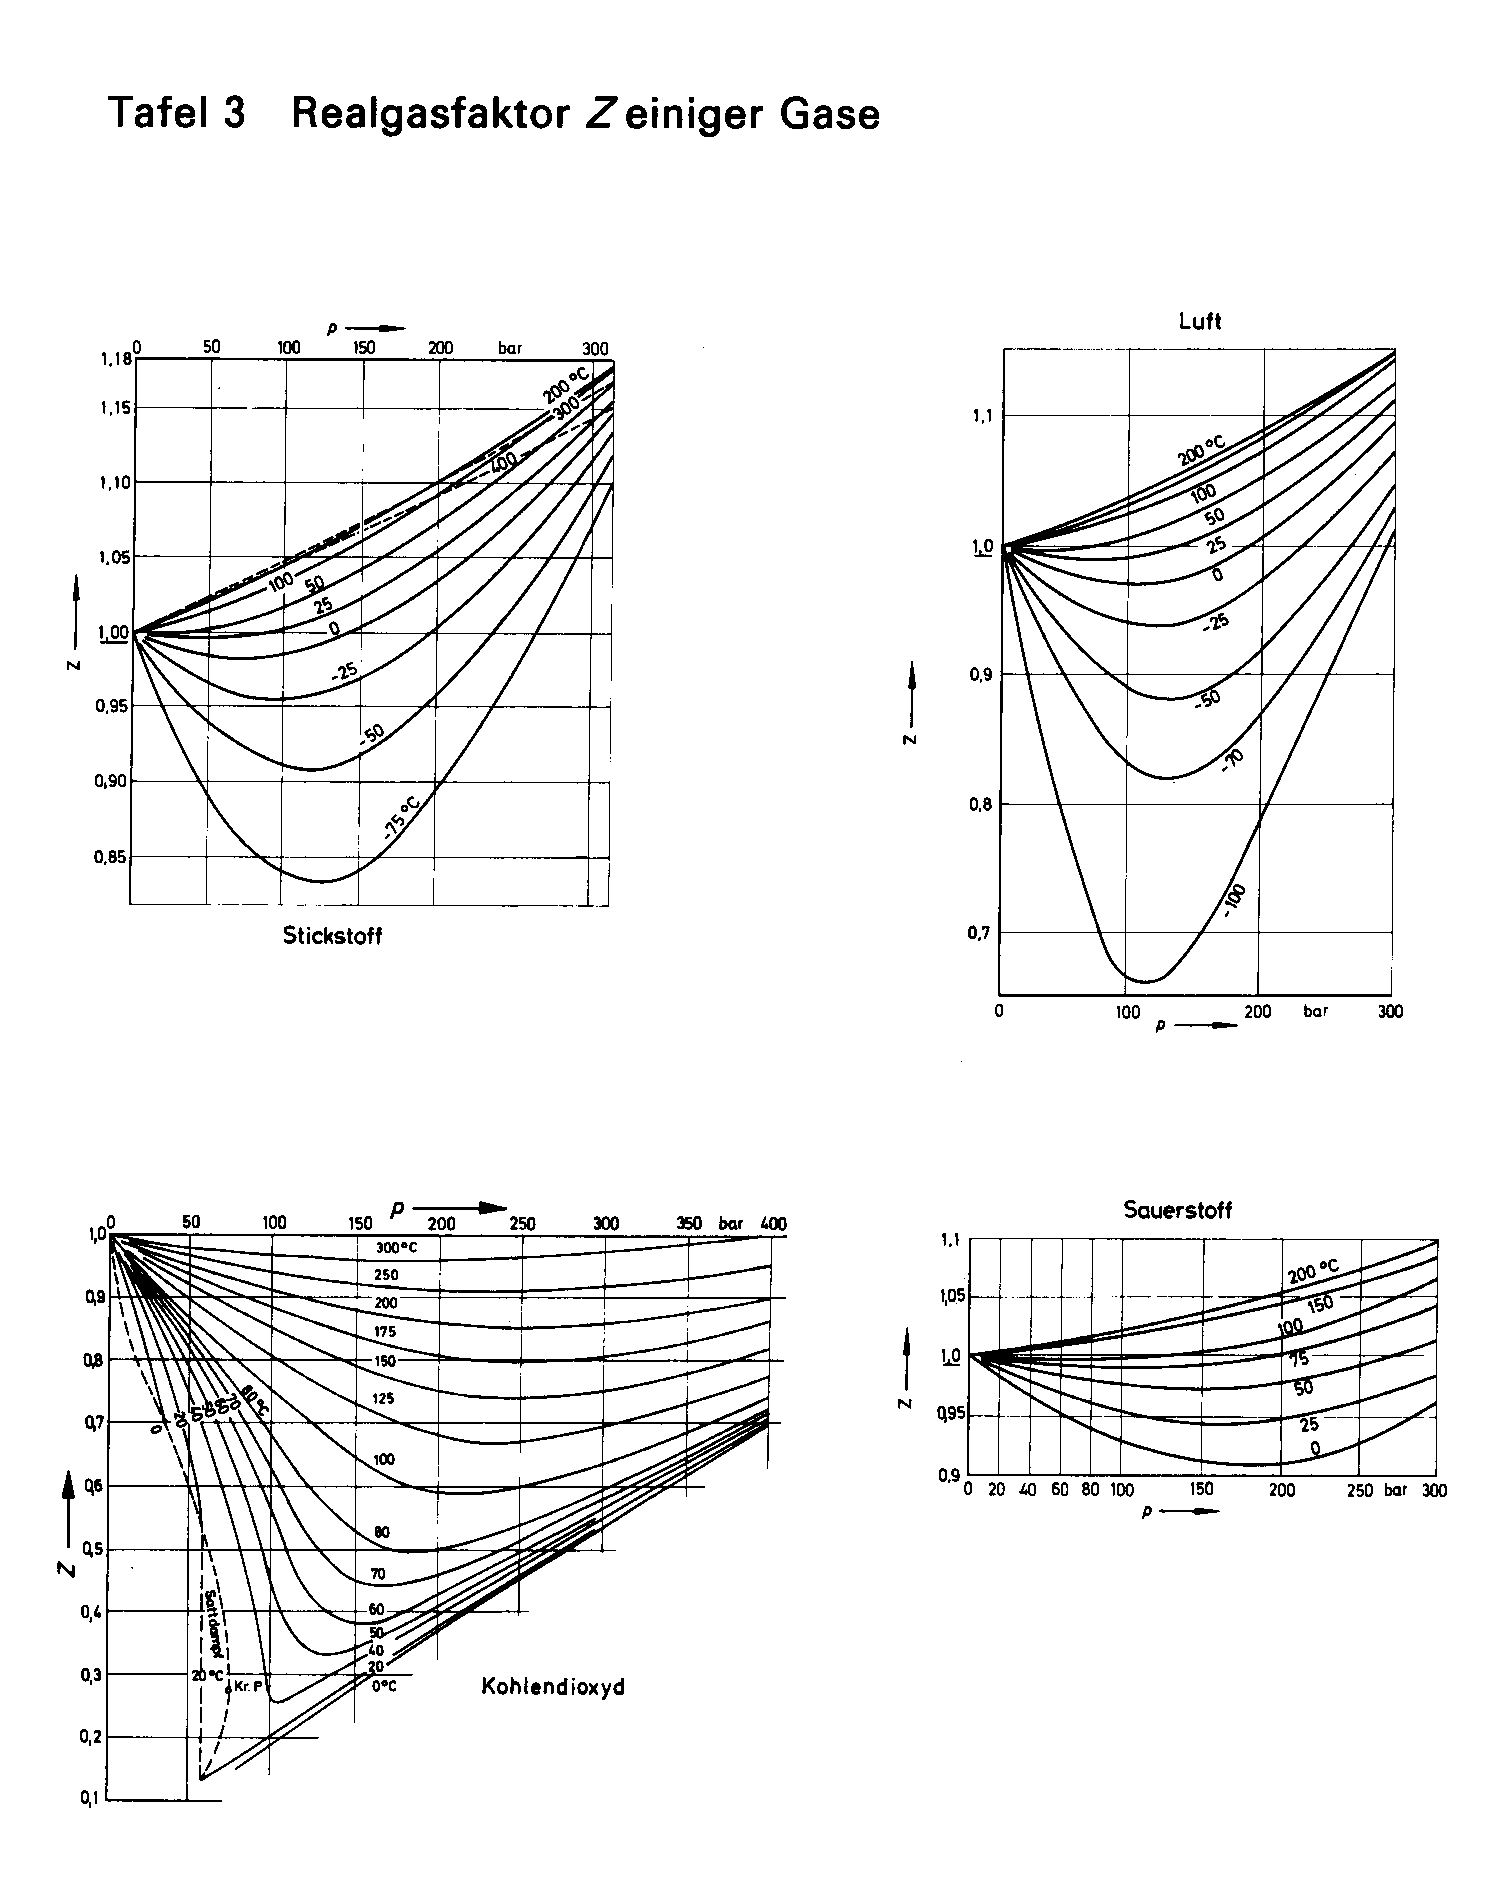 Tafel 3 Realgasfaktor Z einiger Gase
p
0 50 100 150 200 bar 300
1,18
1,15
1,10
1,05
1,00
0,95
0,90
0,85
z
200 °C
300
400
100
50
25
0
-25
-50
-75 °C
Stickstoff
Luft
1,1
1,0
0,9
0,8
0,7
z
200 °C
100
50
25
0
-25
-50
-70
-100
0 100 200 bar 300
p
p
0 50 100 150 200 250 300 350 bar 400
1,0
0,9
0,8
0,7
0,6
0,5
0,4
0,3
0,2
0,1
Z
300 °C
250
200
175
150
125
100
80
70
60
50
40
20
0 °C
0
20
40
50
60
70
80 °C
Sattdampf
20 °C
Kr. P
Kohlendioxyd
Sauerstoff
1,1
1,05
1,0
0,95
0,9
z
200 °C
150
100
75
50
25
0
0 20 40 60 80 100 150 200 250 bar 300
p